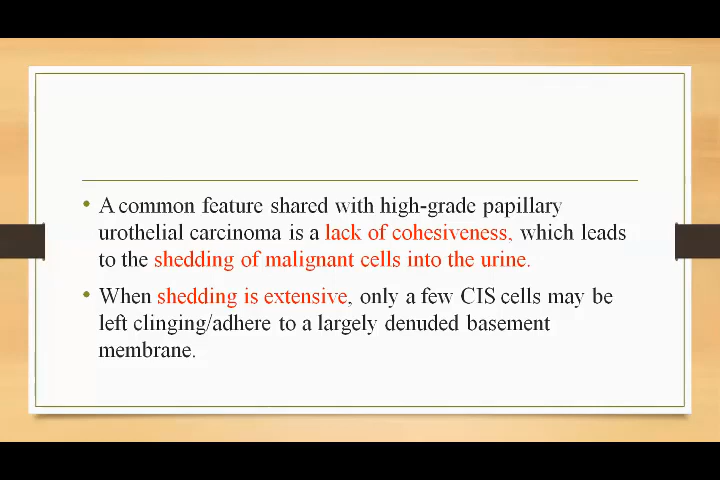 • A common feature shared with high-grade papillary
urothelial carcinoma is a lack of cohesiveness, which leads
to the shedding of malignant cells into the urine.
• When shedding is extensive, only a few CIS cells may be
left clinging/adhere to a largely denuded basement
membrane.